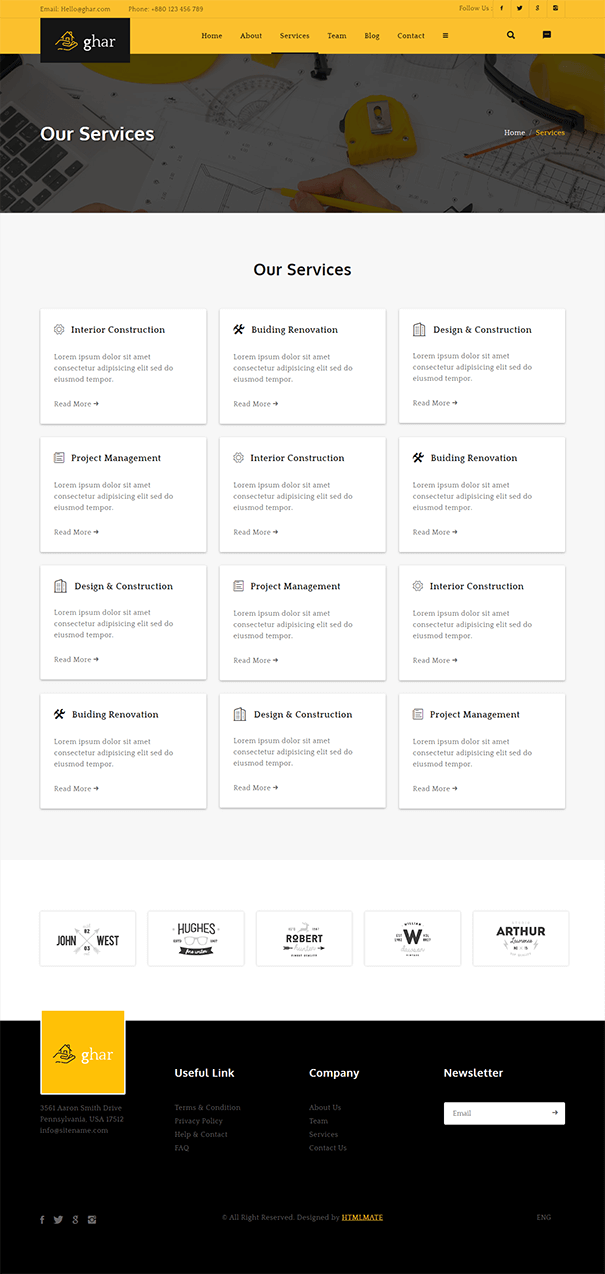 Email: Hello@ghar.com Phone: +880 123 456 789 Follow Us :
ghar
Home About Services Team Blog Contact
Our Services
Home / Services
Our Services
Interior Construction
Lorem ipsum dolor sit amet
consectetur adipisicing elit sed do
eiusmod tempor.
Read More
Buiding Renovation
Lorem ipsum dolor sit amet
consectetur adipisicing elit sed do
eiusmod tempor.
Read More
Design & Construction
Lorem ipsum dolor sit amet
consectetur adipisicing elit sed do
eiusmod tempor.
Read More
Project Management
Lorem ipsum dolor sit amet
consectetur adipisicing elit sed do
eiusmod tempor.
Read More
Interior Construction
Lorem ipsum dolor sit amet
consectetur adipisicing elit sed do
eiusmod tempor.
Read More
Buiding Renovation
Lorem ipsum dolor sit amet
consectetur adipisicing elit sed do
eiusmod tempor.
Read More
Design & Construction
Lorem ipsum dolor sit amet
consectetur adipisicing elit sed do
eiusmod tempor.
Read More
Project Management
Lorem ipsum dolor sit amet
consectetur adipisicing elit sed do
eiusmod tempor.
Read More
Interior Construction
Lorem ipsum dolor sit amet
consectetur adipisicing elit sed do
eiusmod tempor.
Read More
Buiding Renovation
Lorem ipsum dolor sit amet
consectetur adipisicing elit sed do
eiusmod tempor.
Read More
Design & Construction
Lorem ipsum dolor sit amet
consectetur adipisicing elit sed do
eiusmod tempor.
Read More
Project Management
Lorem ipsum dolor sit amet
consectetur adipisicing elit sed do
eiusmod tempor.
Read More
02
JOHN WEST
03
HUGHES
ROBERT
hunter
FINEST QUALITY
WILLIAM
W
ARTHUR
Lawrence
ghar
3561 Aaron Smith Drive
Pennsylvania. USA 17512
info@sitename.com
Useful Link
Terms & Condition
Privacy Policy
Help & Contact
FAQ
Company
About Us
Team
Services
Contact Us
Newsletter
Email
© All Right Reserved. Designed by HTMLMATE
ENG